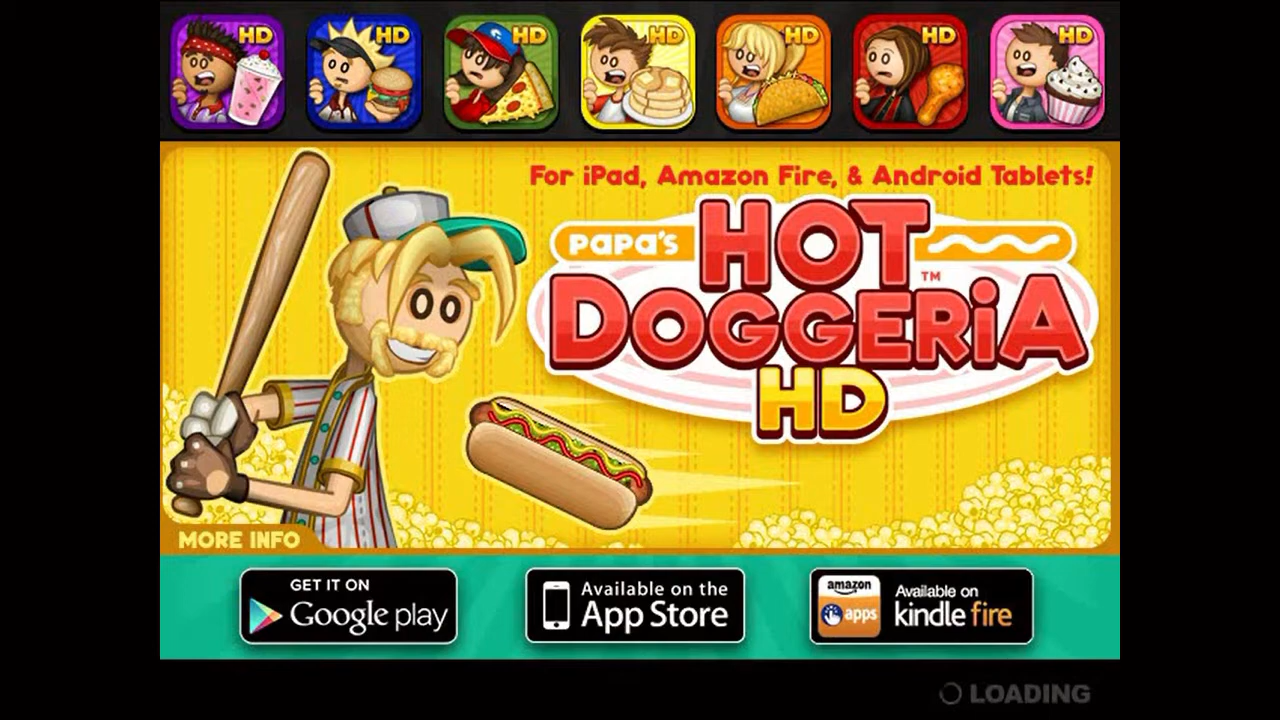 HD HD HD HD HD HD HD
For iPad, Amazon Fire, & Android Tablets!
PAPA'S HOT
DOGGERiA™
HD
MORE INFO
GET IT ON
Google play
Available on the
App Store
amazon
apps
Available on
kindle fire
LOADING